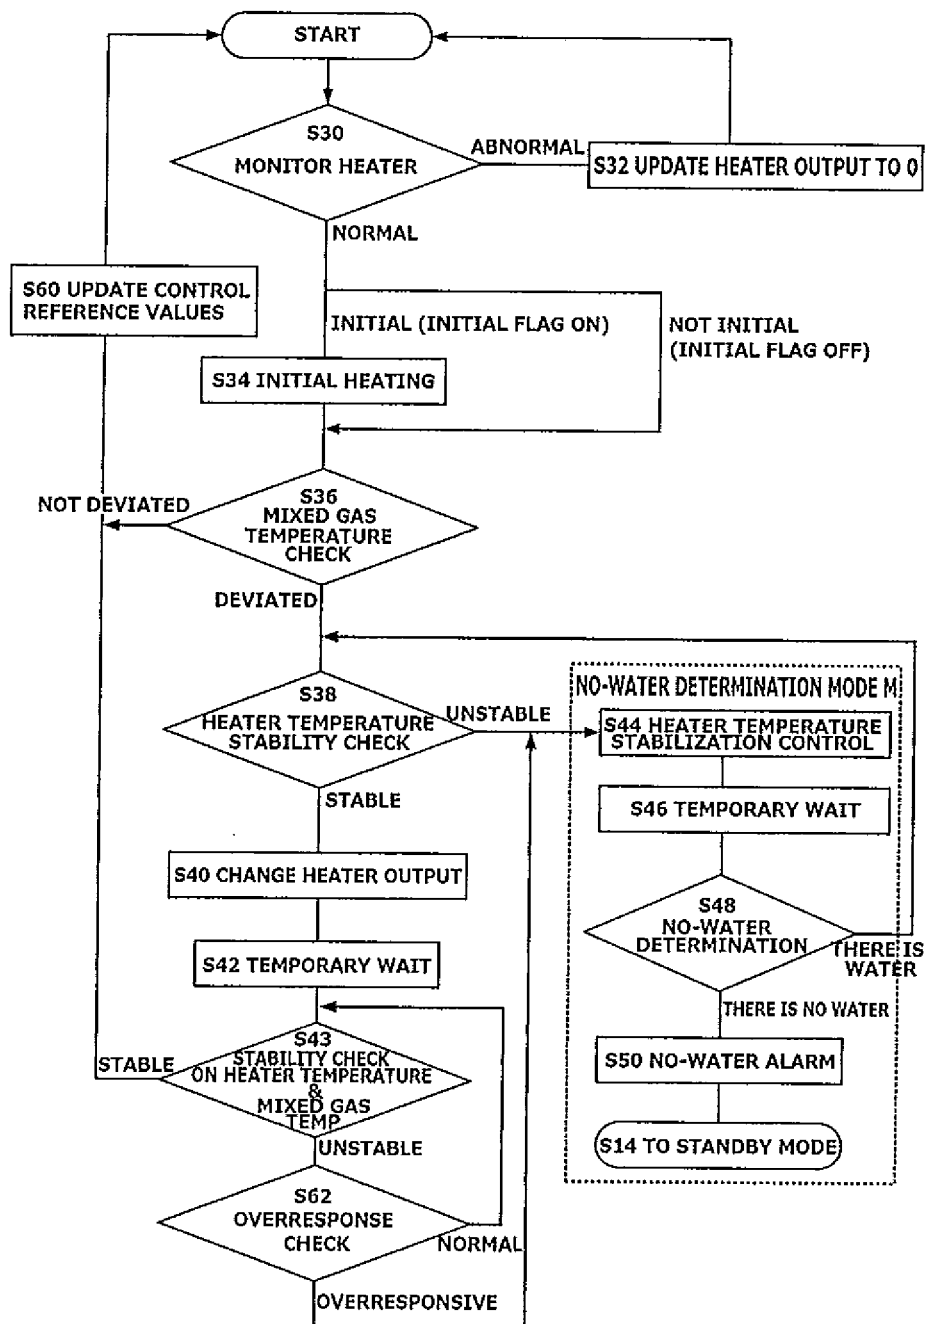 START
S30
MONITOR HEATER
ABNORMAL
S32 UPDATE HEATER OUTPUT TO 0
NORMAL
S60 UPDATE CONTROL
REFERENCE VALUES
INITIAL (INITIAL FLAG ON)
NOT INITIAL
(INITIAL FLAG OFF)
S34 INITIAL HEATING
NOT DEVIATED
S36
MIXED GAS
TEMPERATURE
CHECK
DEVIATED
S38
HEATER TEMPERATURE
STABILITY CHECK
UNSTABLE
STABLE
NO-WATER DETERMINATION MODE M
S44 HEATER TEMPERATURE
STABILIZATION CONTROL
S46 TEMPORARY WAIT
S40 CHANGE HEATER OUTPUT
S42 TEMPORARY WAIT
S48
NO-WATER
DETERMINATION
THERE IS
WATER
THERE IS NO WATER
S43
STABILITY CHECK
ON HEATER TEMPERATURE
&
MIXED GAS
TEMP
STABLE
UNSTABLE
S50 NO-WATER ALARM
S14 TO STANDBY MODE
S62
OVERRESPONSE
CHECK
NORMAL
OVERRESPONSIVE